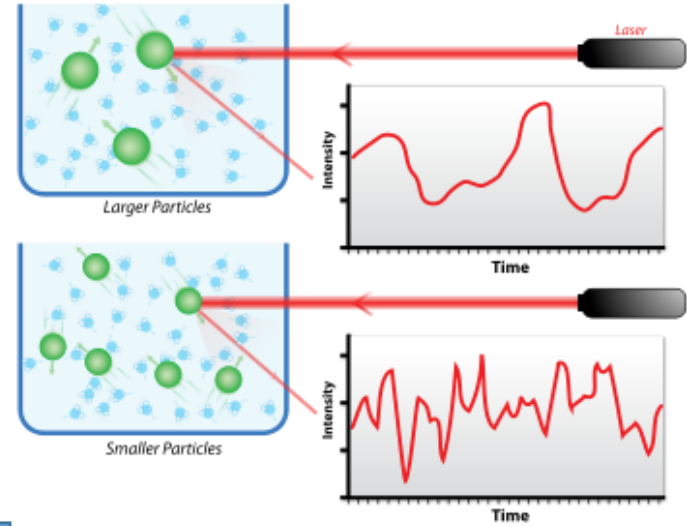 Laser
Intensity
Time
Larger Particles
Intensity
Time
Smaller Particles